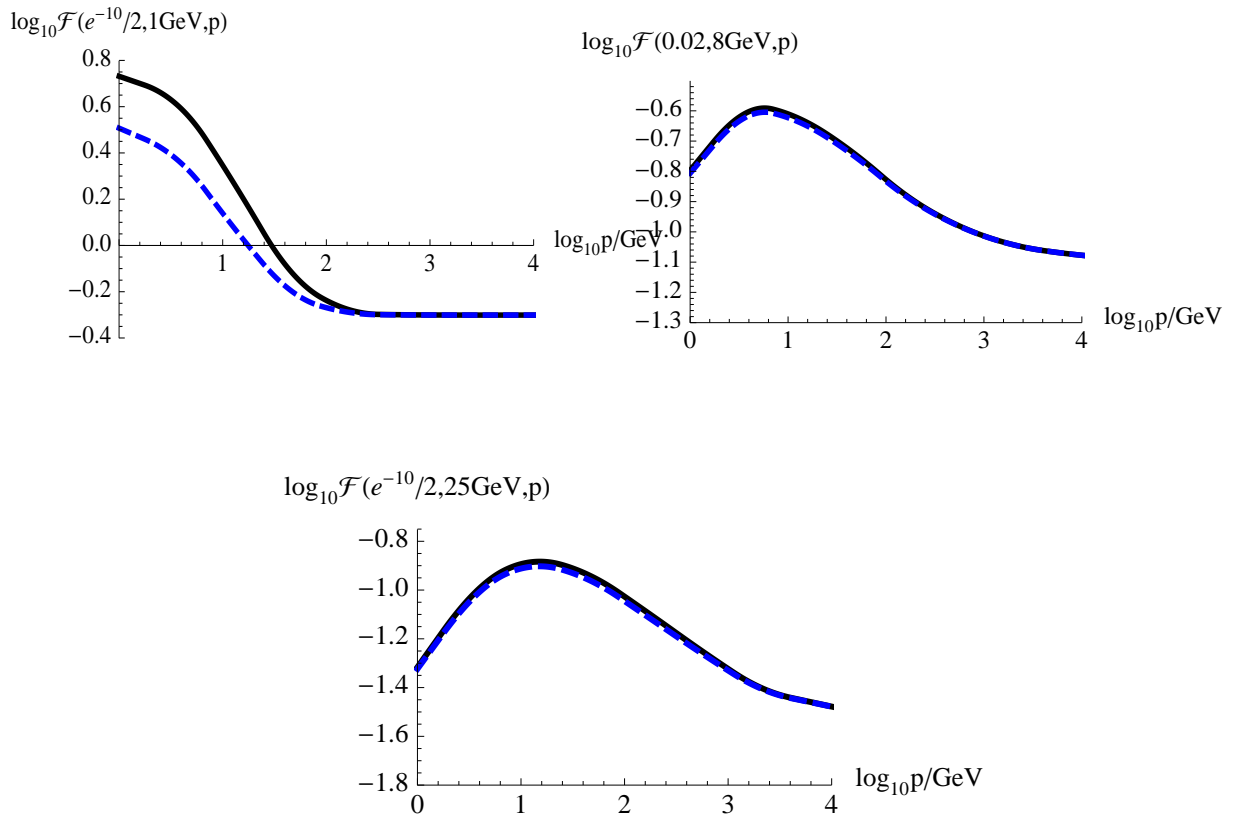 log₁₀ℱ(e⁻¹⁰/2,1GeV,p)
0.8
0.6
0.4
0.2
0.0
−0.2
−0.4
1 2 3 4
log₁₀p/GeV
log₁₀ℱ(0.02,8GeV,p)
−0.6
−0.7
−0.8
−0.9
−1.0
−1.1
−1.2
−1.3
0 1 2 3 4
log₁₀p/GeV
log₁₀ℱ(e⁻¹⁰/2,25GeV,p)
−0.8
−1.0
−1.2
−1.4
−1.6
−1.8
0 1 2 3 4
log₁₀p/GeV